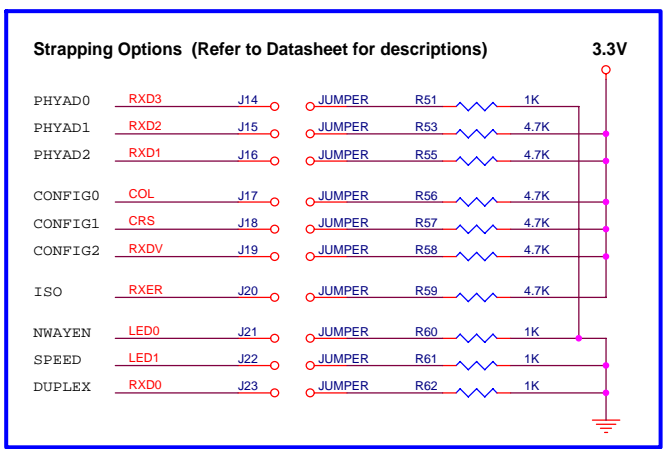 Strapping Options (Refer to Datasheet for descriptions) 3.3V
PHYAD0 RXD3 J14 JUMPER R51 1K
PHYAD1 RXD2 J15 JUMPER R53 4.7K
PHYAD2 RXD1 J16 JUMPER R55 4.7K
CONFIG0 COL J17 JUMPER R56 4.7K
CONFIG1 CRS J18 JUMPER R57 4.7K
CONFIG2 RXDV J19 JUMPER R58 4.7K
ISO RXER J20 JUMPER R59 4.7K
NWAYEN LED0 J21 JUMPER R60 1K
SPEED LED1 J22 JUMPER R61 1K
DUPLEX RXD0 J23 JUMPER R62 1K